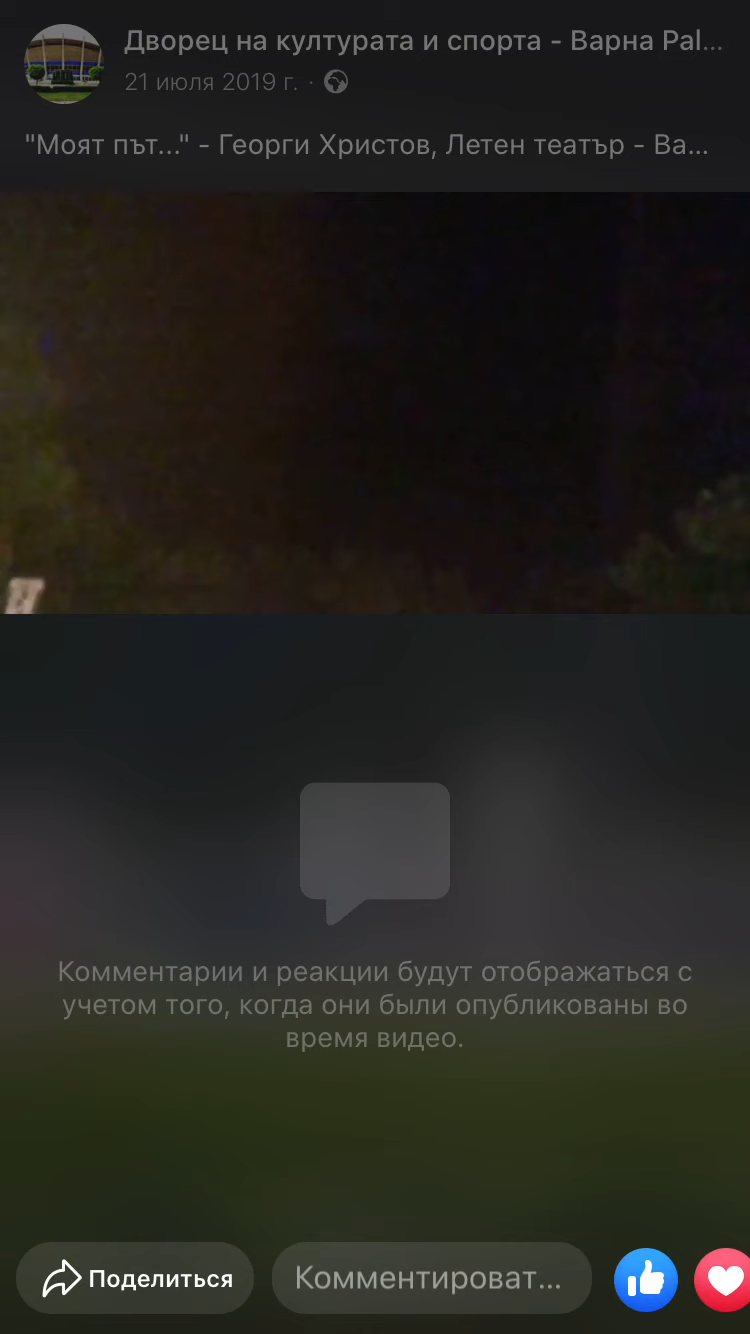 Дворец на културата и спорта - Варна Pal...
21 июля 2019 г. ·
"Моят път..." - Георги Христов, Летен театър - Ва...
Комментарии и реакции будут отображаться с
учетом того, когда они были опубликованы во
время видео.
Поделиться
Комментироват...